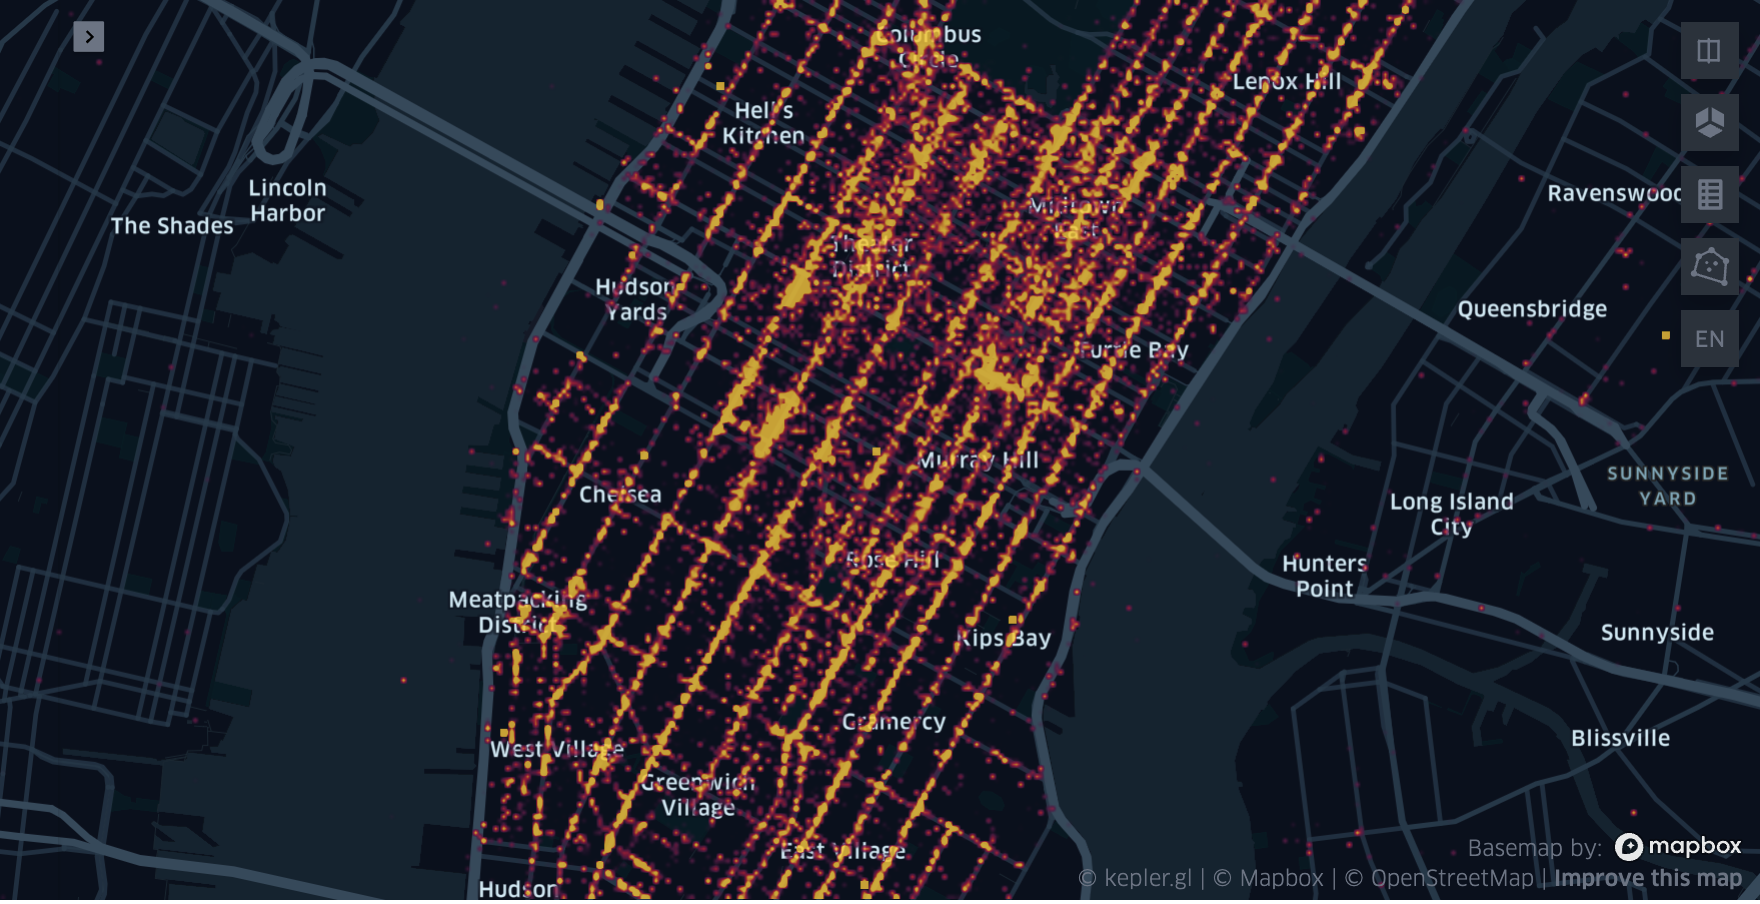 Columbus
Circle
Lenox Hill
Hell's
Kitchen
Lincoln
Harbor
The Shades
Ravenswood
Midtown
East
Theater
District
Hudson
Yards
Queensbridge
EN
Turtle Bay
Murray Hill
SUNNYSIDE
YARD
Chelsea
Long Island
City
Rose Hill
Hunters
Point
Meatpacking
District
Kips Bay
Sunnyside
Gramercy
West Village
Blissville
Greenwich
Village
East Village
Basemap by: mapbox
© kepler.gl | © Mapbox | © OpenStreetMap | Improve this map
Hudson